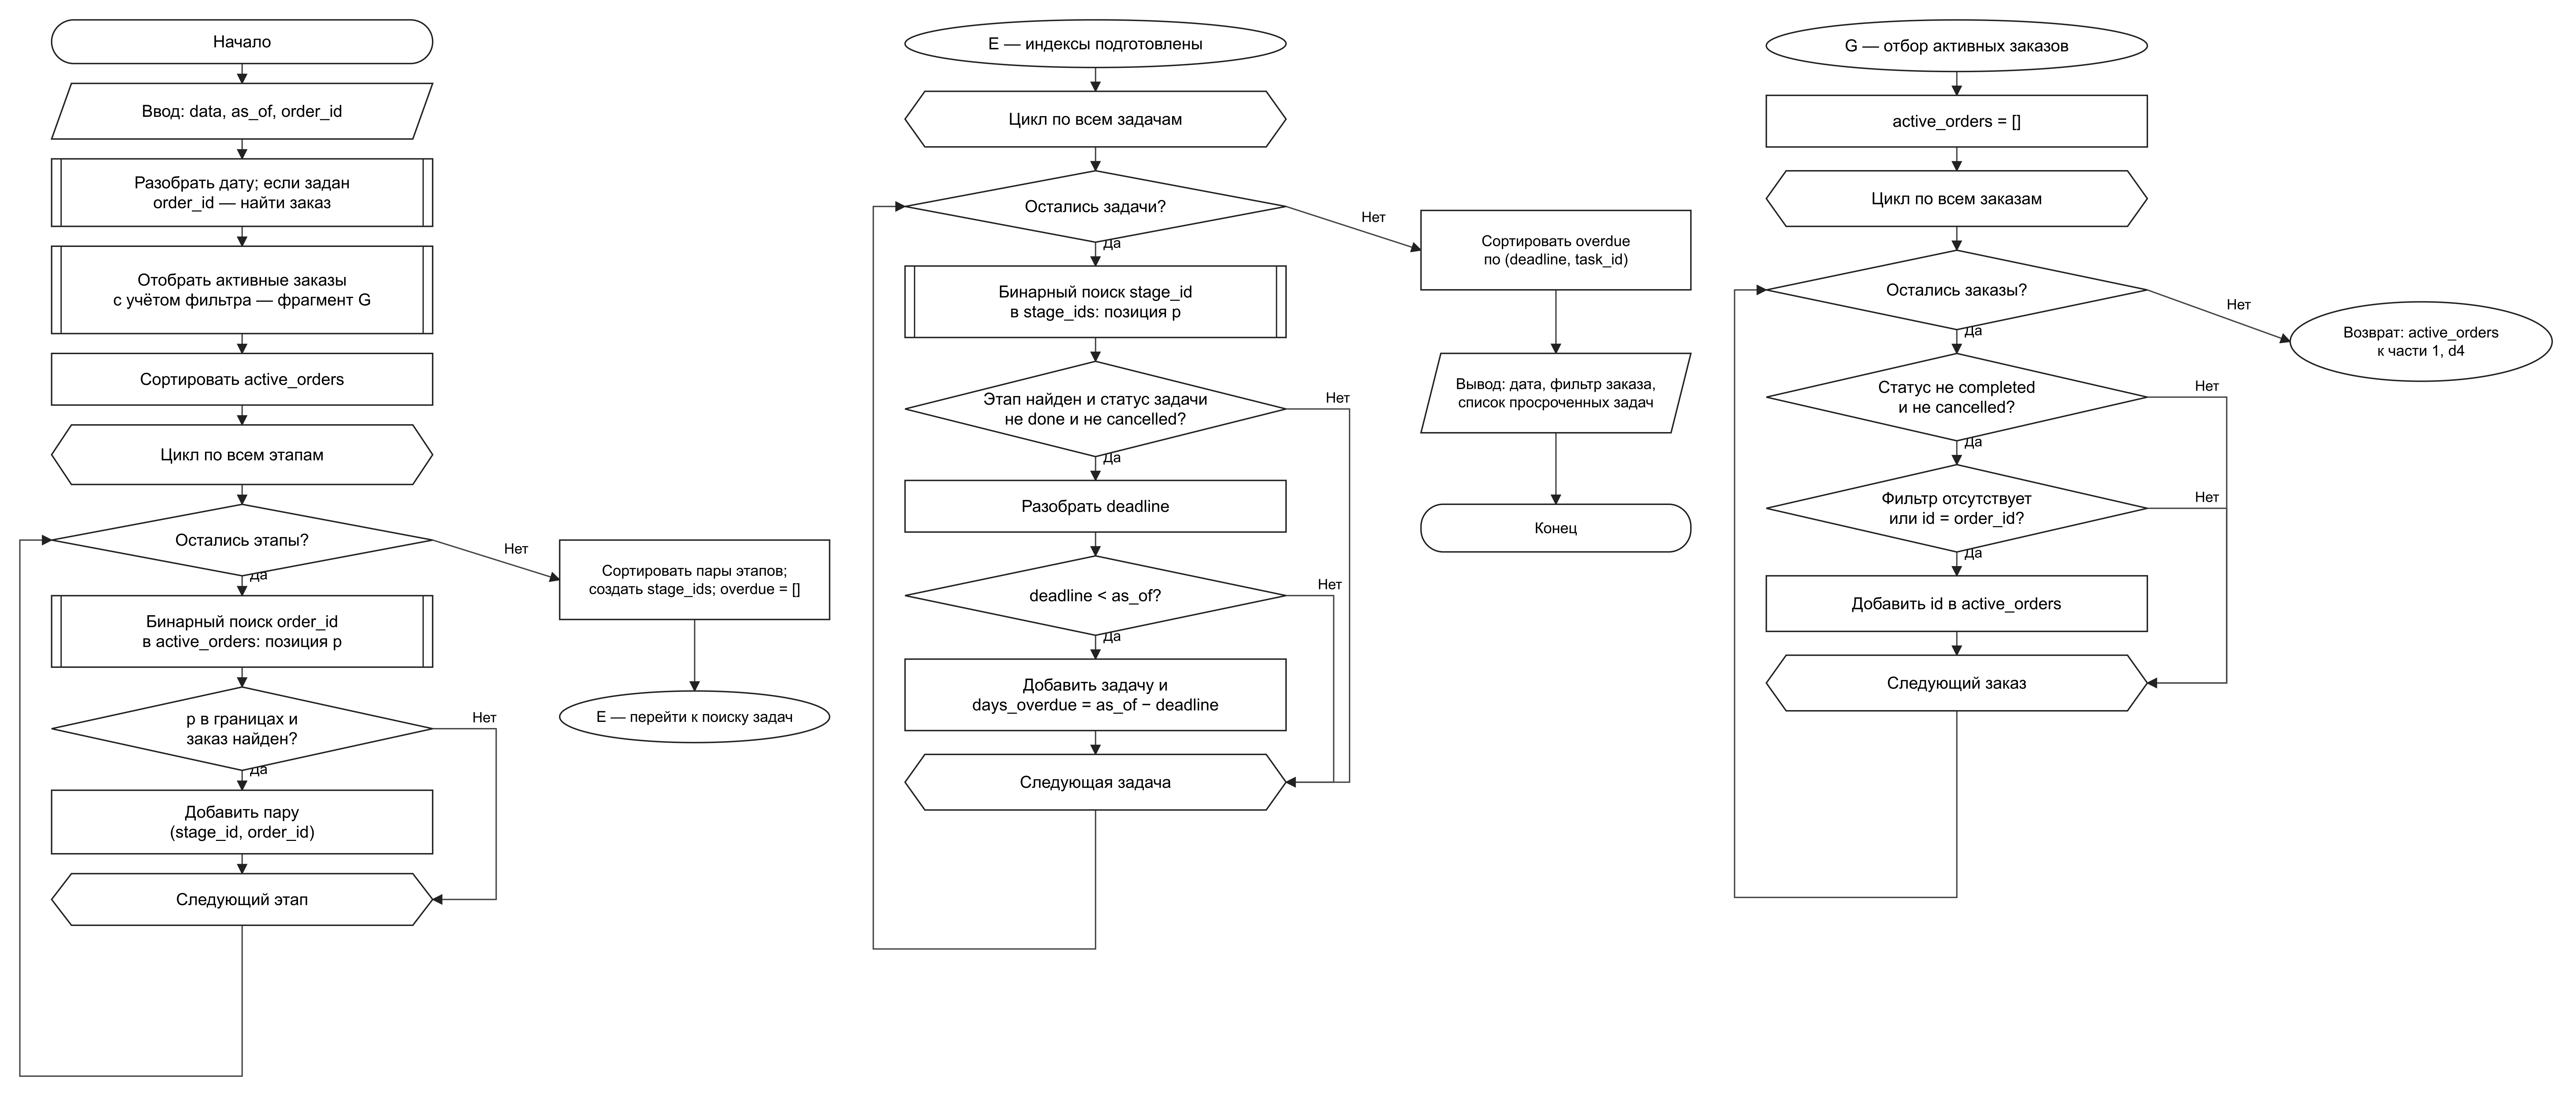 Начало
Ввод: data, as_of, order_id
Разобрать дату; если задан
order_id — найти заказ
Отобрать активные заказы
с учётом фильтра — фрагмент G
Сортировать active_orders
Цикл по всем этапам
Остались этапы?
Нет
Да
Сортировать пары этапов;
создать stage_ids; overdue = []
Бинарный поиск order_id
в active_orders: позиция p
E — перейти к поиску задач
p в границах и
заказ найден?
Нет
Да
Добавить пару
(stage_id, order_id)
Следующий этап
E — индексы подготовлены
Цикл по всем задачам
Остались задачи?
Нет
Да
Сортировать overdue
по (deadline, task_id)
Бинарный поиск stage_id
в stage_ids: позиция p
Вывод: дата, фильтр заказа,
список просроченных задач
Этап найден и статус задачи
не done и не cancelled?
Нет
Да
Разобрать deadline
Конец
deadline < as_of?
Нет
Да
Добавить задачу и
days_overdue = as_of − deadline
Следующая задача
G — отбор активных заказов
active_orders = []
Цикл по всем заказам
Остались заказы?
Нет
Да
Возврат: active_orders
к части 1, d4
Статус не completed
и не cancelled?
Нет
Да
Фильтр отсутствует
или id = order_id?
Нет
Да
Добавить id в active_orders
Следующий заказ